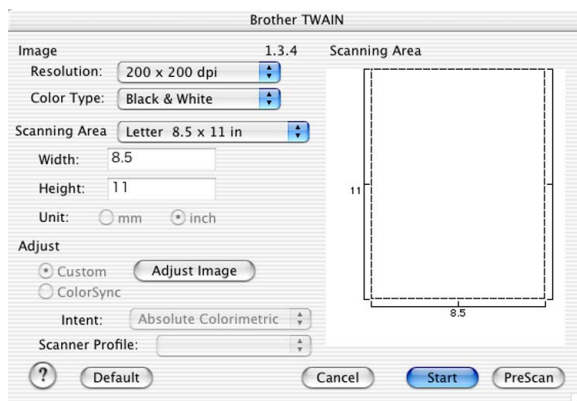 Brother TWAIN
Image 1.3.4
Resolution: 200 x 200 dpi
Color Type: Black & White
Scanning Area Letter 8.5 x 11 in
Width: 8.5
Height: 11
Unit: mm inch
Adjust
Custom Adjust Image
ColorSync
Intent: Absolute Colorimetric
Scanner Profile:
Scanning Area
11
8.5
? Default Cancel Start PreScan